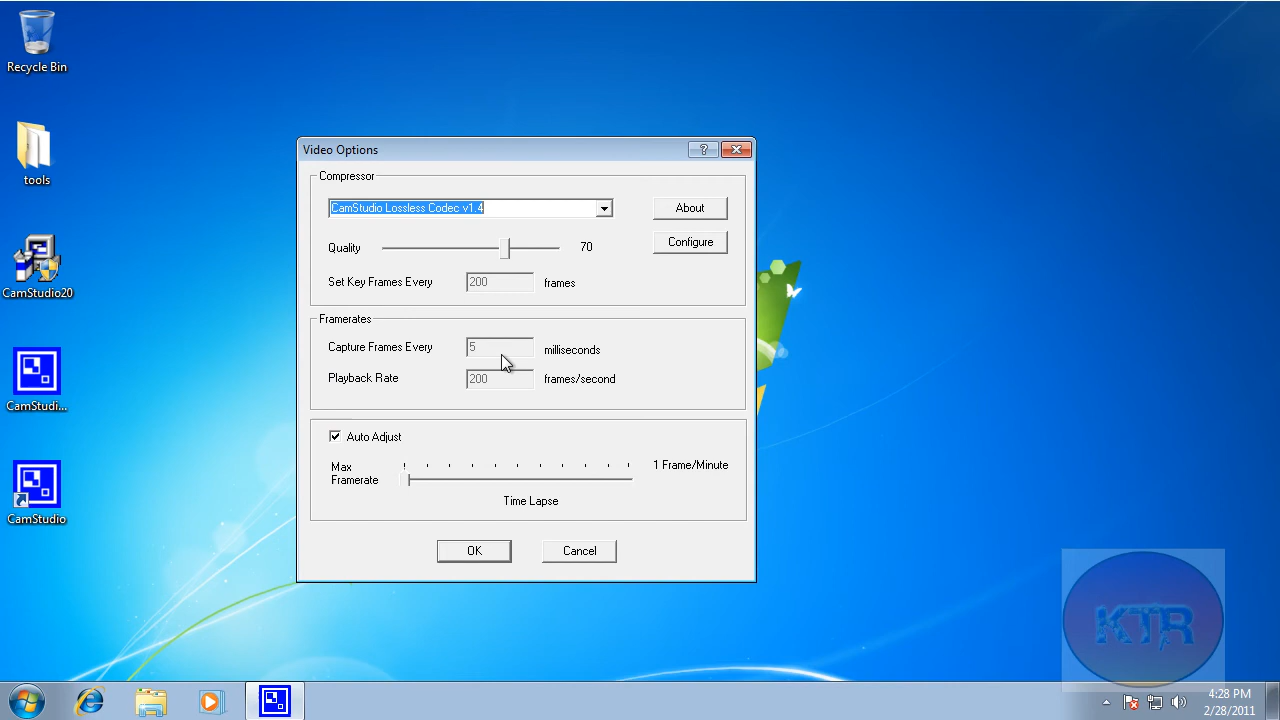 Recycle Bin
tools
CamStudio20
CamStudi...
CamStudio
Video Options
?
Compressor
CamStudio Lossless Codec v1.4
About
Quality
70
Configure
Set Key Frames Every
200
frames
Framerates
Capture Frames Every
5
milliseconds
Playback Rate
200
frames/second
Auto Adjust
Max
Framerate
1 Frame/Minute
Time Lapse
OK
Cancel
KTR
4:28 PM
2/28/2011